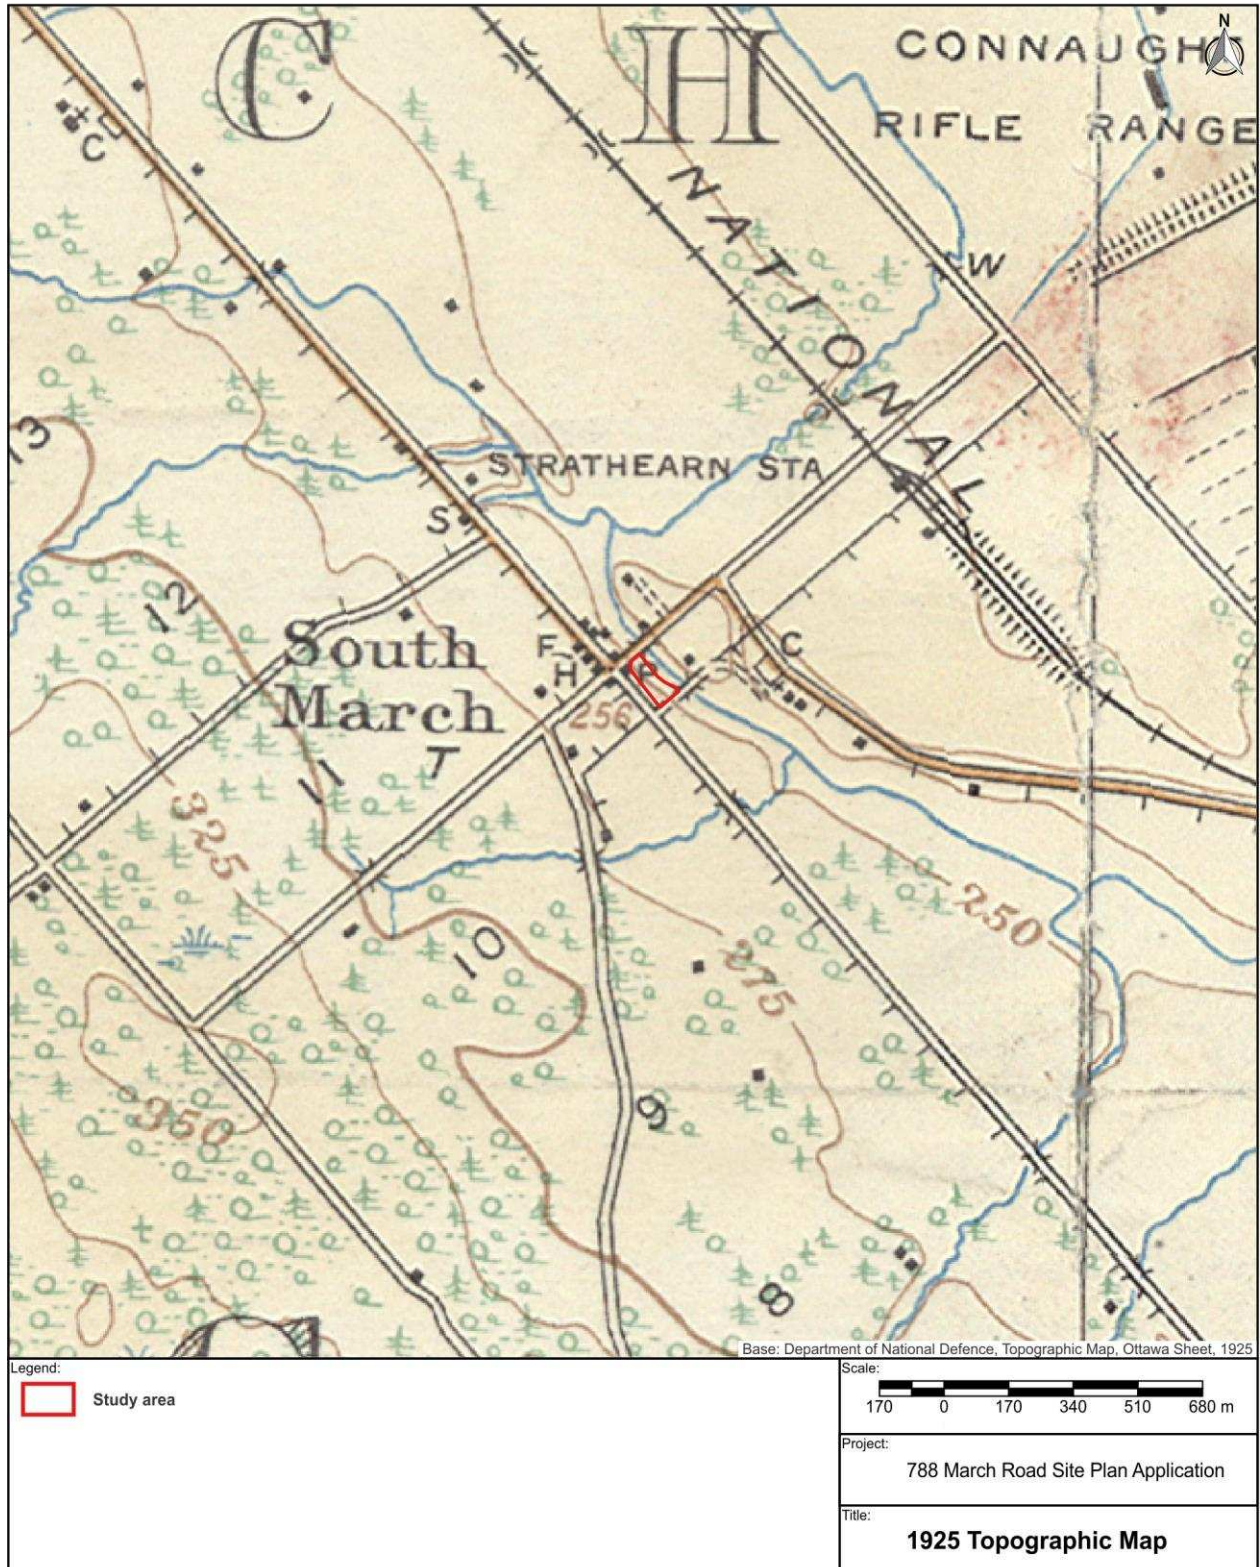 N
C H
CONNAUGHT
RIFLE RANGE
C
NATIONAL
W
13
STRATHEARN STA
S
12
South
March
F
H
P
C
256
T
11
325
250
10
275
350
9
8
Base: Department of National Defence, Topographic Map, Ottawa Sheet, 1925
Legend:
Study area
Scale:
170 0 170 340 510 680 m
Project:
788 March Road Site Plan Application
Title:
1925 Topographic Map